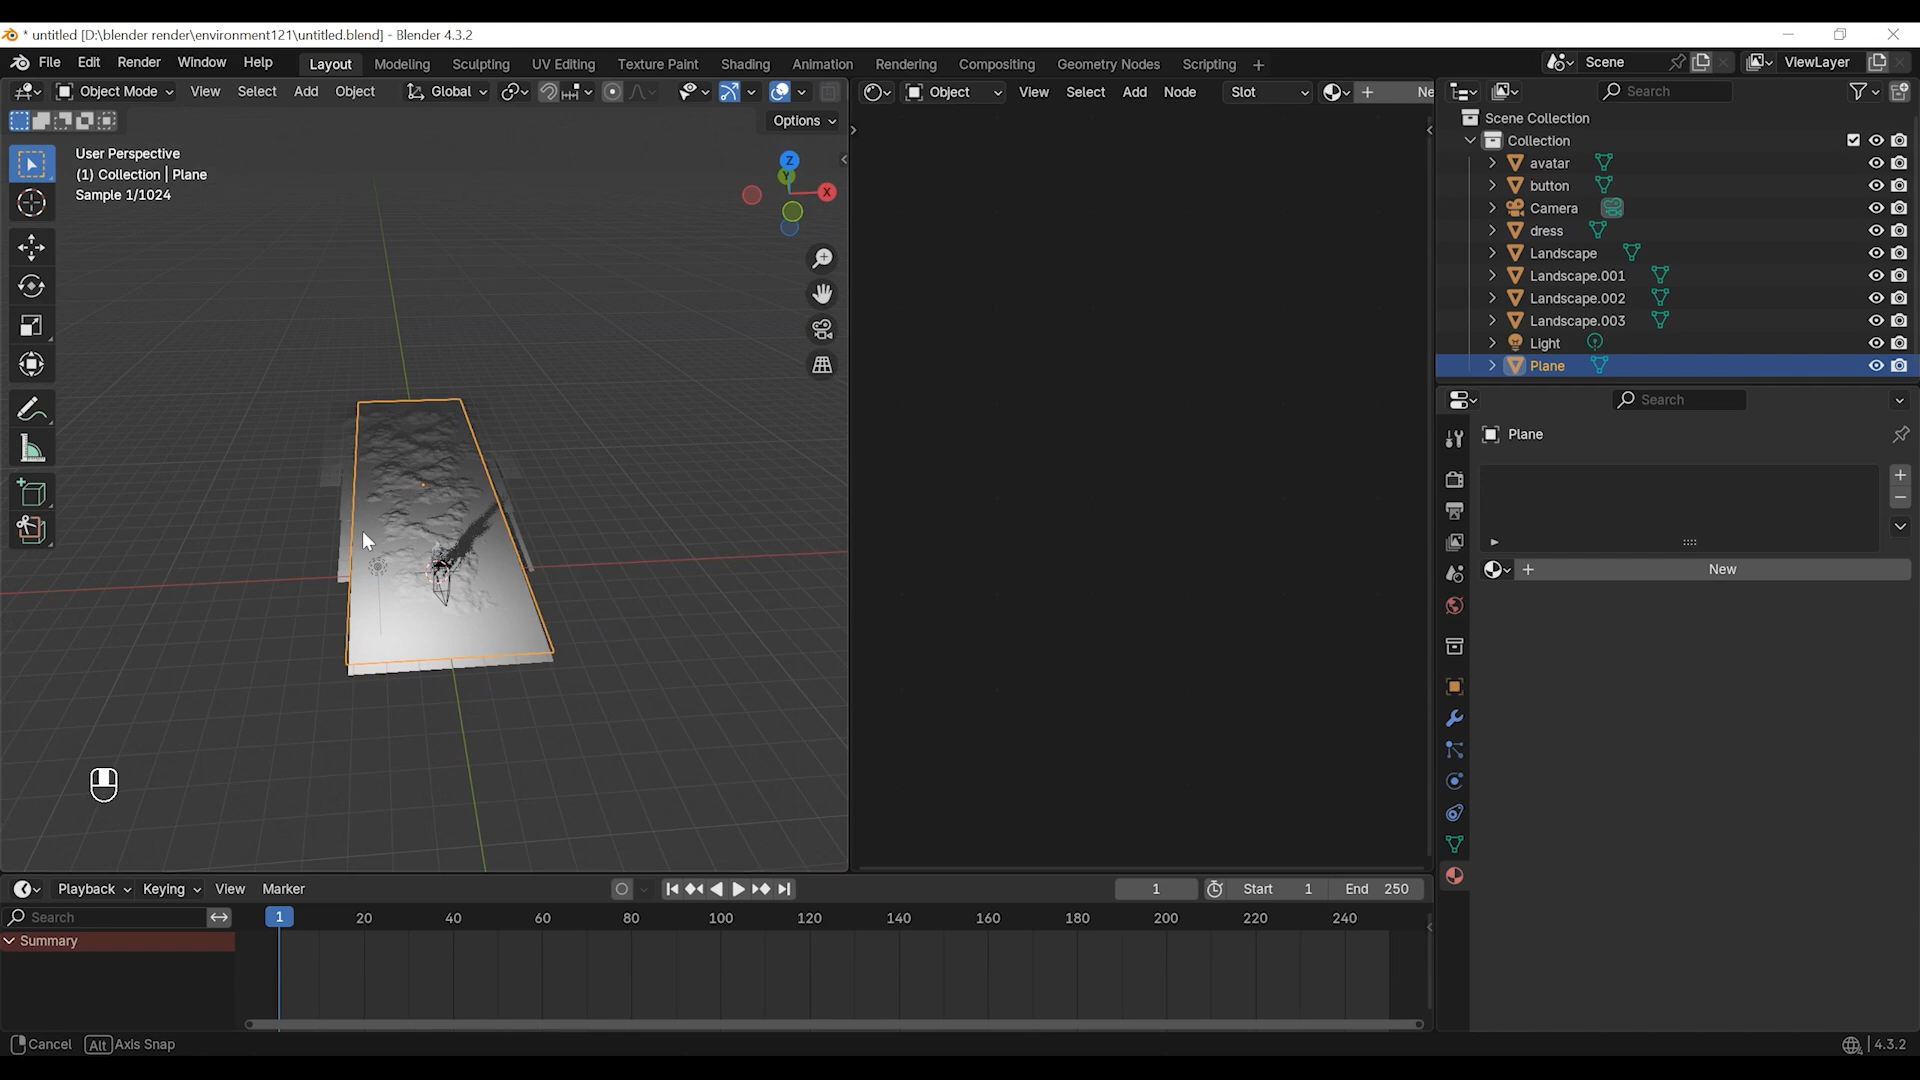 * untitled [D:\blender render\environment121\untitled.blend] - Blender 4.3.2
File Edit Render Window Help Layout Modeling Sculpting UV Editing Texture Paint Shading Animation Rendering Compositing Geometry Nodes Scripting + Scene ViewLayer
Object Mode View Select Add Object Global Object View Select Add Node Slot Ne Search
Options
User Perspective
(1) Collection | Plane
Sample 1/1024
Z
Y
X
Scene Collection
Collection
avatar
button
Camera
dress
Landscape
Landscape.001
Landscape.002
Landscape.003
Light
Plane
Search
Plane
New
Playback Keying View Marker 1 Start 1 End 250
Search 1 20 40 60 80 100 120 140 160 180 200 220 240
Summary
Cancel Alt Axis Snap 4.3.2